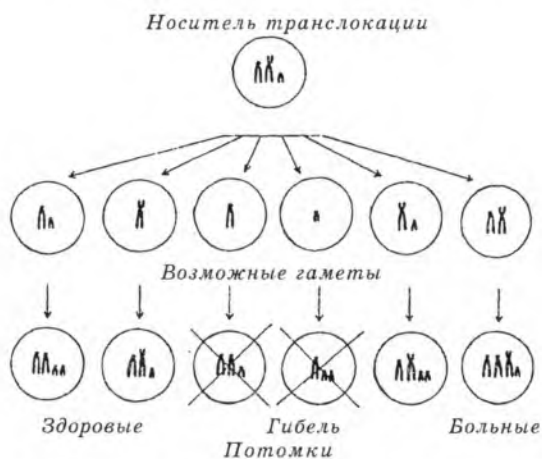 Носитель транслокации
Возможные гаметы
Здоровые Гибель Больные
Потомки